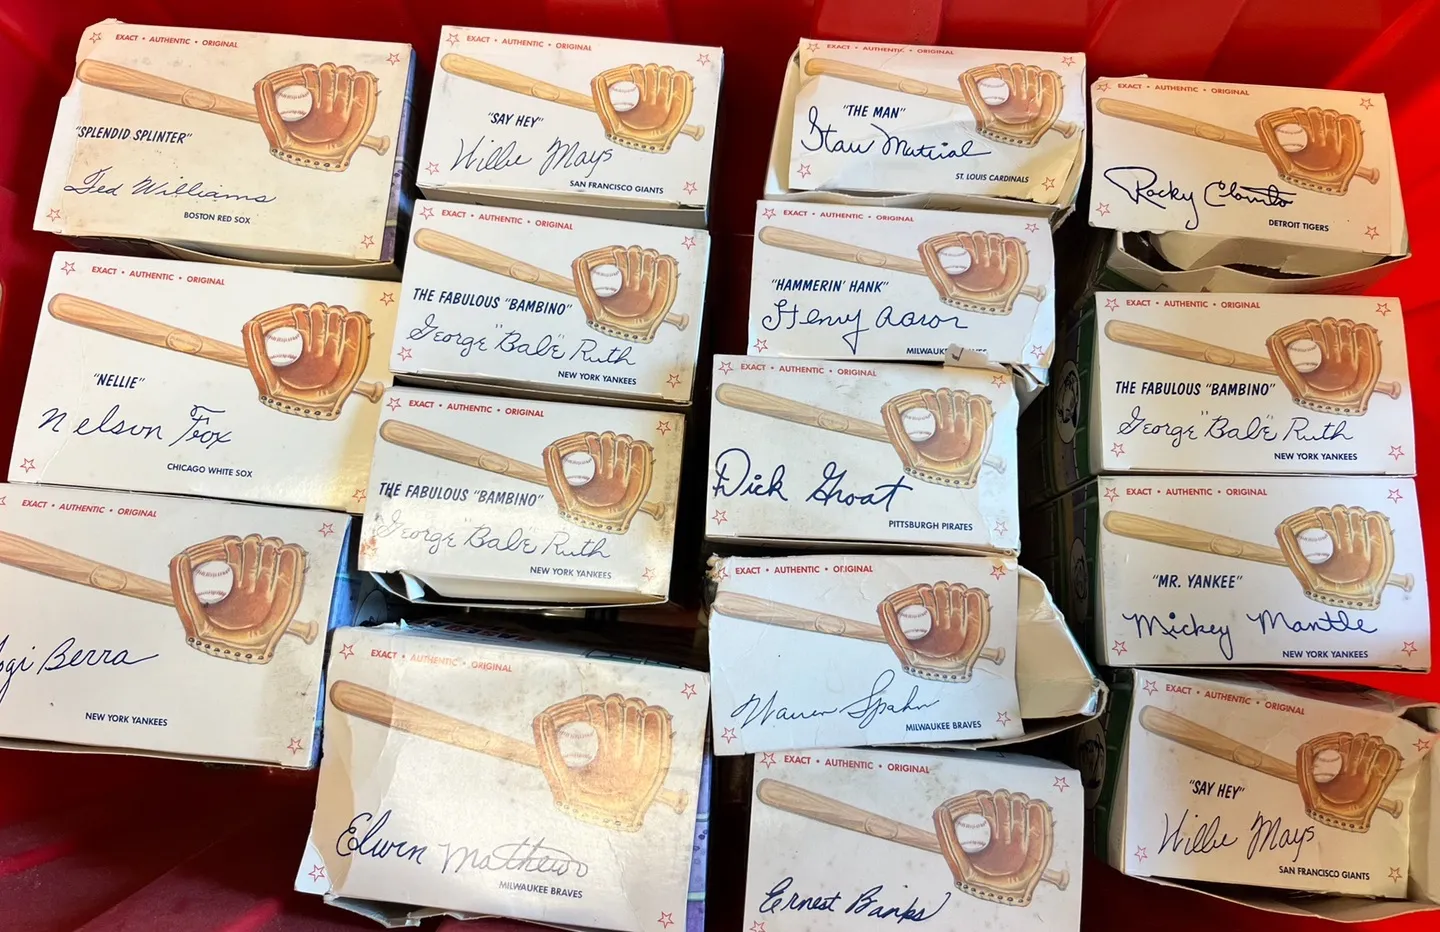 EXACT • AUTHENTIC • ORIGINAL
"SPLENDID SPLINTER"
Ted Williams
BOSTON RED SOX
EXACT • AUTHENTIC • ORIGINAL
"NELLIE"
Nelson Fox
CHICAGO WHITE SOX
EXACT • AUTHENTIC • ORIGINAL
ogi Berra
NEW YORK YANKEES
EXACT • AUTHENTIC • ORIGINAL
"SAY HEY"
Willie Mays
SAN FRANCISCO GIANTS
EXACT • AUTHENTIC • ORIGINAL
THE FABULOUS "BAMBINO"
George "Babe" Ruth
NEW YORK YANKEES
EXACT • AUTHENTIC • ORIGINAL
THE FABULOUS "BAMBINO"
George "Babe" Ruth
NEW YORK YANKEES
EXACT • AUTHENTIC • ORIGINAL
Edwin Mathews
MILWAUKEE BRAVES
EXACT • AUTHENTIC • ORIGINAL
"THE MAN"
Stan Musial
ST. LOUIS CARDINALS
EXACT • AUTHENTIC • ORIGINAL
"HAMMERIN' HANK"
Henry Aaron
MILWAUKEE BRAVES
EXACT • AUTHENTIC • ORIGINAL
Dick Groat
PITTSBURGH PIRATES
EXACT • AUTHENTIC • ORIGINAL
Warren Spahn
MILWAUKEE BRAVES
EXACT • AUTHENTIC • ORIGINAL
Ernest Banks
EXACT • AUTHENTIC • ORIGINAL
Rocky Colavito
DETROIT TIGERS
EXACT • AUTHENTIC • ORIGINAL
THE FABULOUS "BAMBINO"
George "Babe" Ruth
NEW YORK YANKEES
EXACT • AUTHENTIC • ORIGINAL
"MR. YANKEE"
Mickey Mantle
NEW YORK YANKEES
EXACT • AUTHENTIC • ORIGINAL
"SAY HEY"
Willie Mays
SAN FRANCISCO GIANTS